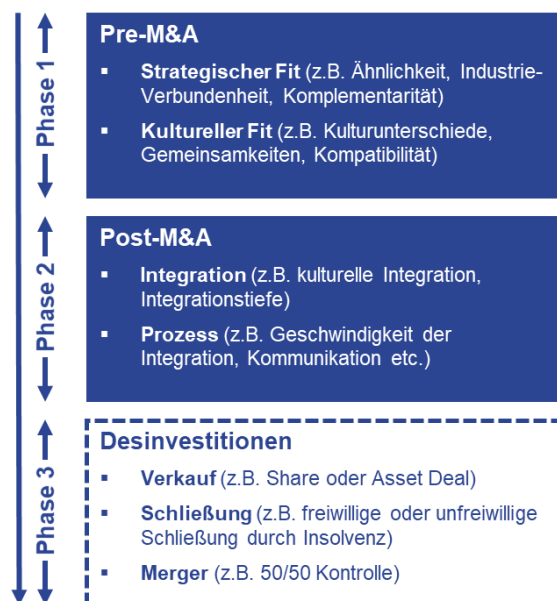 Phase 1
Pre-M&A
▪ Strategischer Fit (z.B. Ähnlichkeit, Industrie-
Verbundenheit, Komplementarität)
▪ Kultureller Fit (z.B. Kulturunterschiede,
Gemeinsamkeiten, Kompatibilität)
Phase 2
Post-M&A
▪ Integration (z.B. kulturelle Integration,
Integrationstiefe)
▪ Prozess (z.B. Geschwindigkeit der
Integration, Kommunikation etc.)
Phase 3
Desinvestitionen
▪ Verkauf (z.B. Share oder Asset Deal)
▪ Schließung (z.B. freiwillige oder unfreiwillige
Schließung durch Insolvenz)
▪ Merger (z.B. 50/50 Kontrolle)